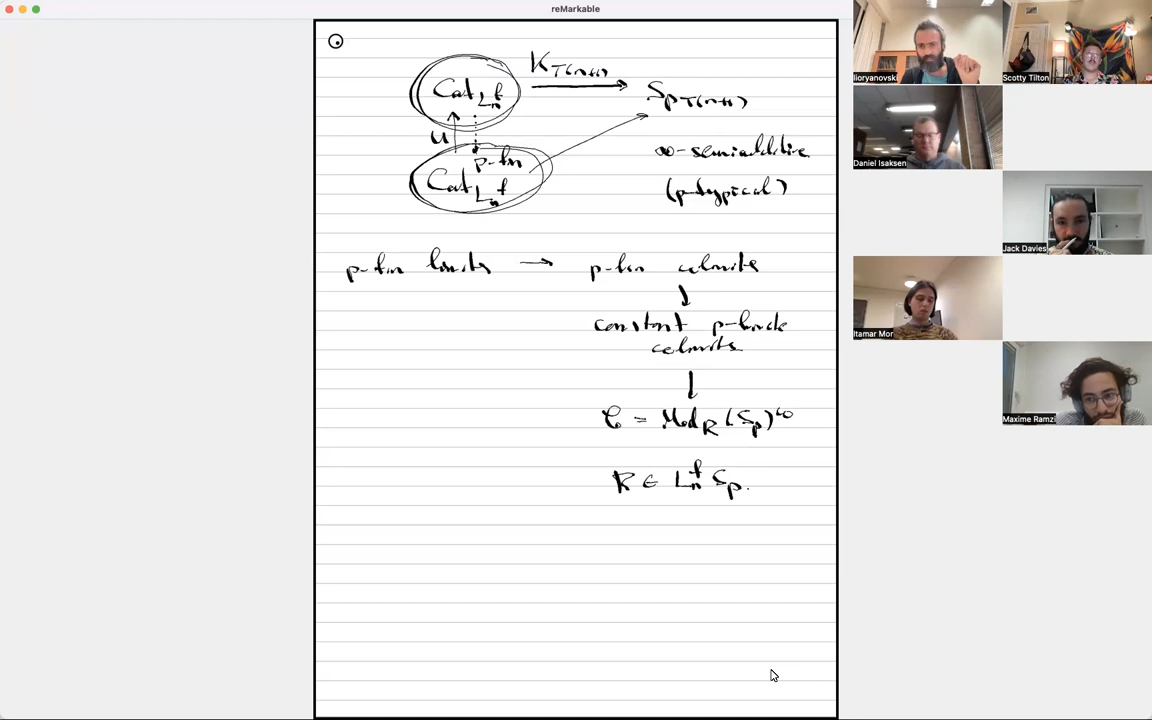 reMarkable
Cat_{L_n^f} K_{T(n+1)} Sp_{T(n+1)}
U ∞-semiadditive
Cat_{L_n^f}^{p-fin} (p-typical)
p-fin limits → p-fin colimits
constant p-finite
colimits
C = Mod_R(Sp)^ω
R ∈ L_n^f Sp.
lioryanovski
Scotty Tilton
Daniel Isaksen
Jack Davies
Itamar Mor
Maxime Ramzi